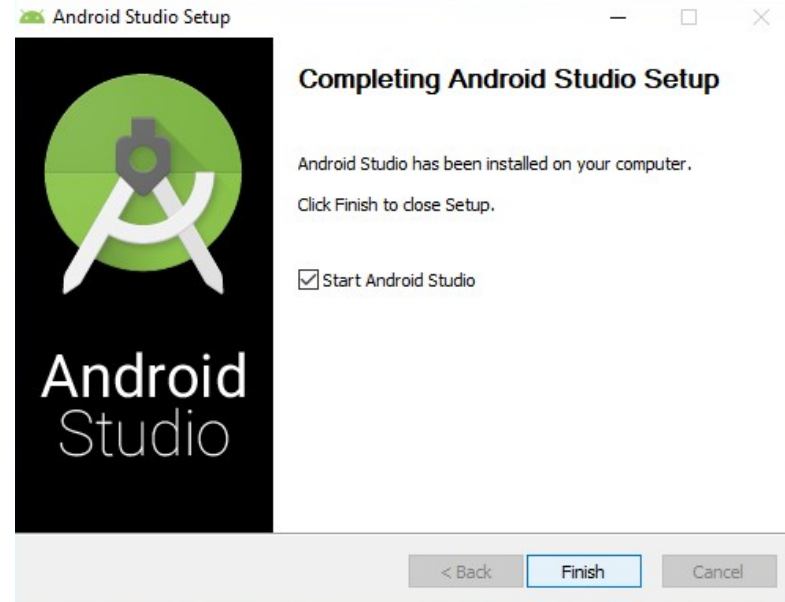 Android Studio Setup
Completing Android Studio Setup
Android Studio has been installed on your computer.
Click Finish to close Setup.
Start Android Studio
Android
Studio
< Back
Finish
Cancel